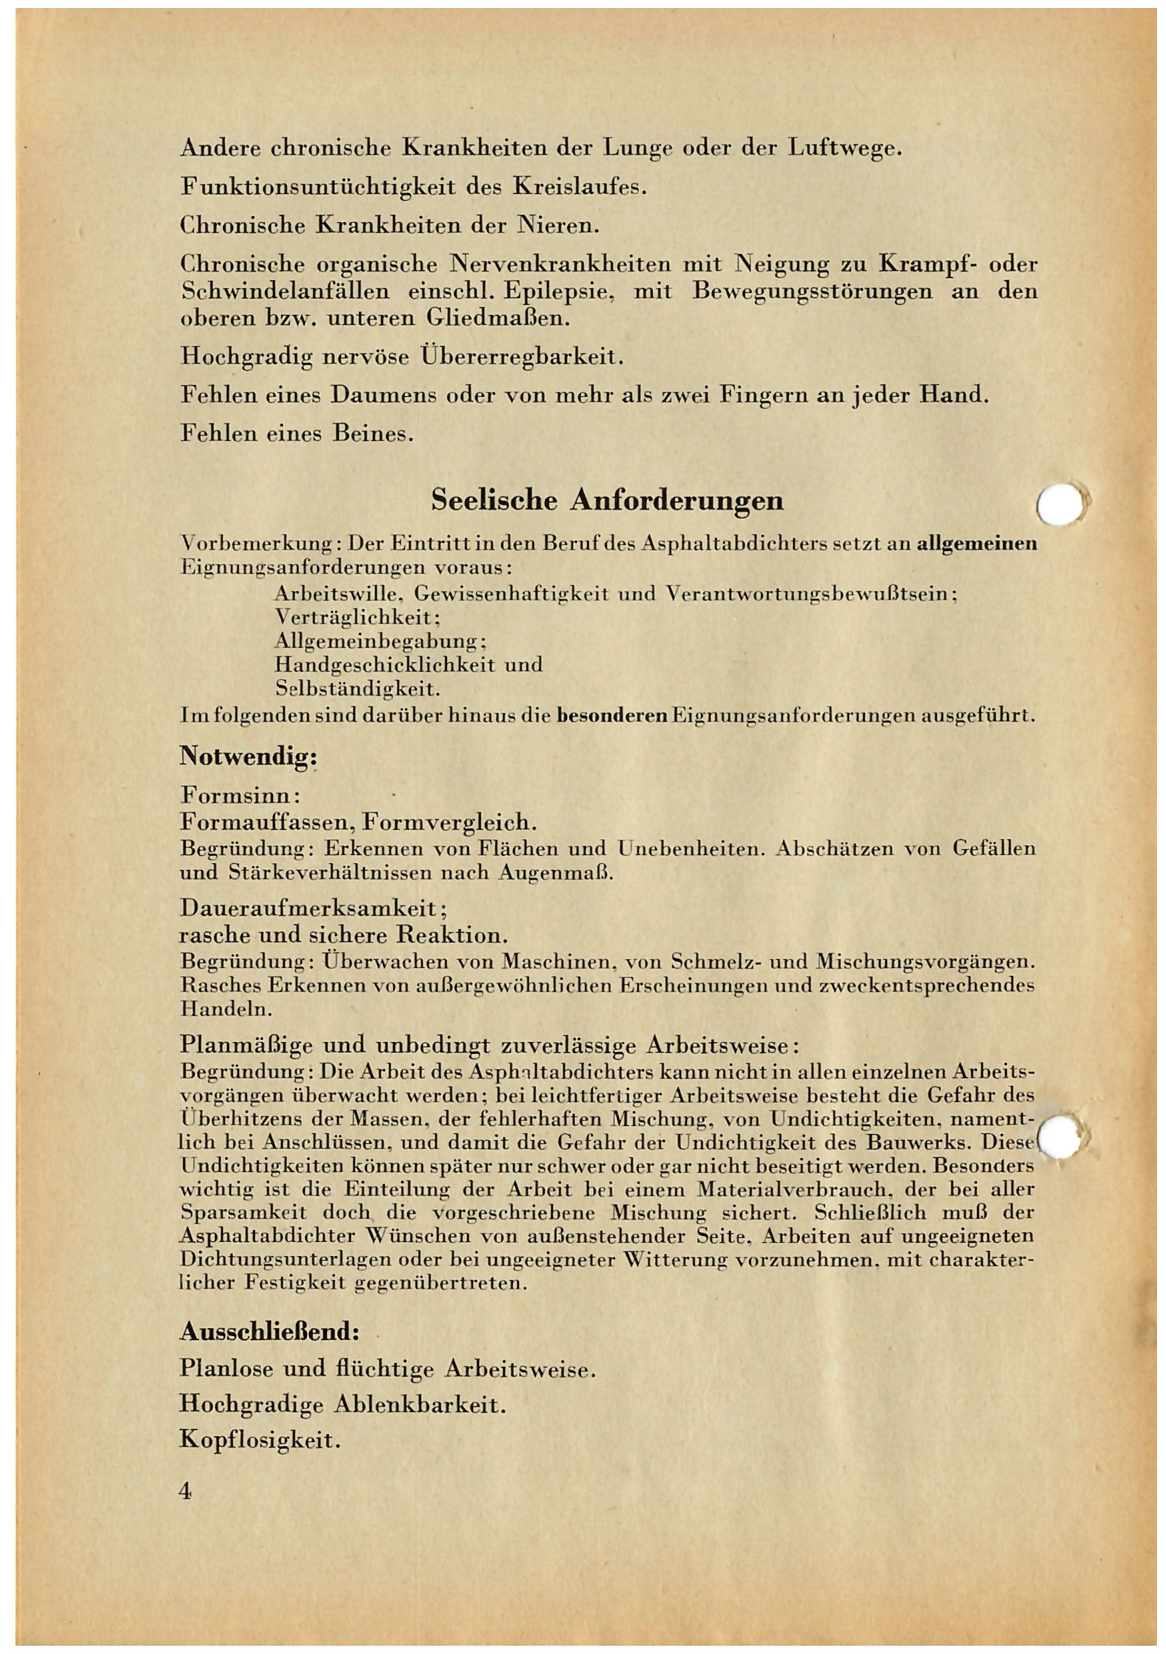 Andere chronische Krankheiten der Lunge oder der Luftwege.
Funktionsuntüchtigkeit des Kreislaufes.
Chronische Krankheiten der Nieren.
Chronische organische Nervenkrankheiten mit Neigung zu Krampf- oder
Schwindelanfällen einschl. Epilepsie, mit Bewegungsstörungen an den
oberen bzw. unteren Gliedmaßen.
Hochgradig nervöse Übererregbarkeit.
Fehlen eines Daumens oder von mehr als zwei Fingern an jeder Hand.
Fehlen eines Beines.
Seelische Anforderungen
Vorbemerkung: Der Eintritt in den Beruf des Asphaltabdichters setzt an allgemeinen
Eignungsanforderungen voraus:
Arbeitswille, Gewissenhaftigkeit und Verantwortungsbewußtsein;
Verträglichkeit;
Allgemeinbegabung;
Handgeschicklichkeit und
Selbständigkeit.
Im folgenden sind darüber hinaus die besonderen Eignungsanforderungen ausgeführt.
Notwendig:
Formsinn:
Formauffassen, Formvergleich.
Begründung: Erkennen von Flächen und Unebenheiten. Abschätzen von Gefällen
und Stärkeverhältnissen nach Augenmaß.
Daueraufmerksamkeit;
rasche und sichere Reaktion.
Begründung: Überwachen von Maschinen, von Schmelz- und Mischungsvorgängen.
Rasches Erkennen von außergewöhnlichen Erscheinungen und zweckentsprechendes
Handeln.
Planmäßige und unbedingt zuverlässige Arbeitsweise:
Begründung: Die Arbeit des Asphaltabdichters kann nicht in allen einzelnen Arbeits-
vorgängen überwacht werden; bei leichtfertiger Arbeitsweise besteht die Gefahr des
Überhitzens der Massen, der fehlerhaften Mischung, von Undichtigkeiten, nament-
lich bei Anschlüssen, und damit die Gefahr der Undichtigkeit des Bauwerks. Diese
Undichtigkeiten können später nur schwer oder gar nicht beseitigt werden. Besonders
wichtig ist die Einteilung der Arbeit bei einem Materialverbrauch, der bei aller
Sparsamkeit doch die vorgeschriebene Mischung sichert. Schließlich muß der
Asphaltabdichter Wünschen von außenstehender Seite, Arbeiten auf ungeeigneten
Dichtungsunterlagen oder bei ungeeigneter Witterung vorzunehmen, mit charakter-
licher Festigkeit gegenübertreten.
Ausschließend:
Planlose und flüchtige Arbeitsweise.
Hochgradige Ablenkbarkeit.
Kopflosigkeit.
4